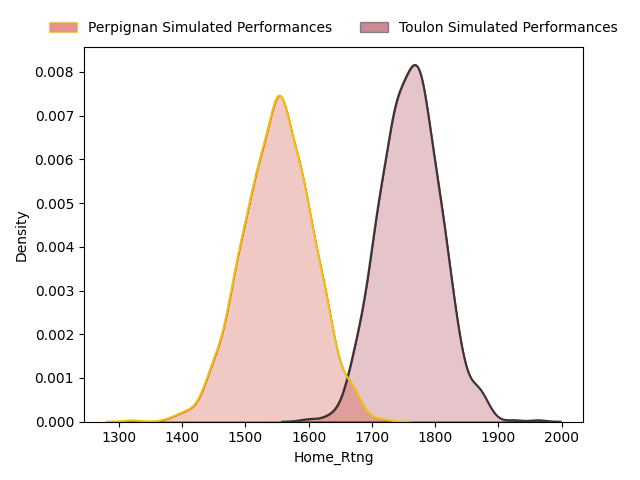 Perpignan Simulated Performances
Toulon Simulated Performances
0.008
0.007
0.006
0.005
0.004
0.003
0.002
0.001
0.000
Density
1300 1400 1500 1600 1700 1800 1900 2000
Home_Rtng